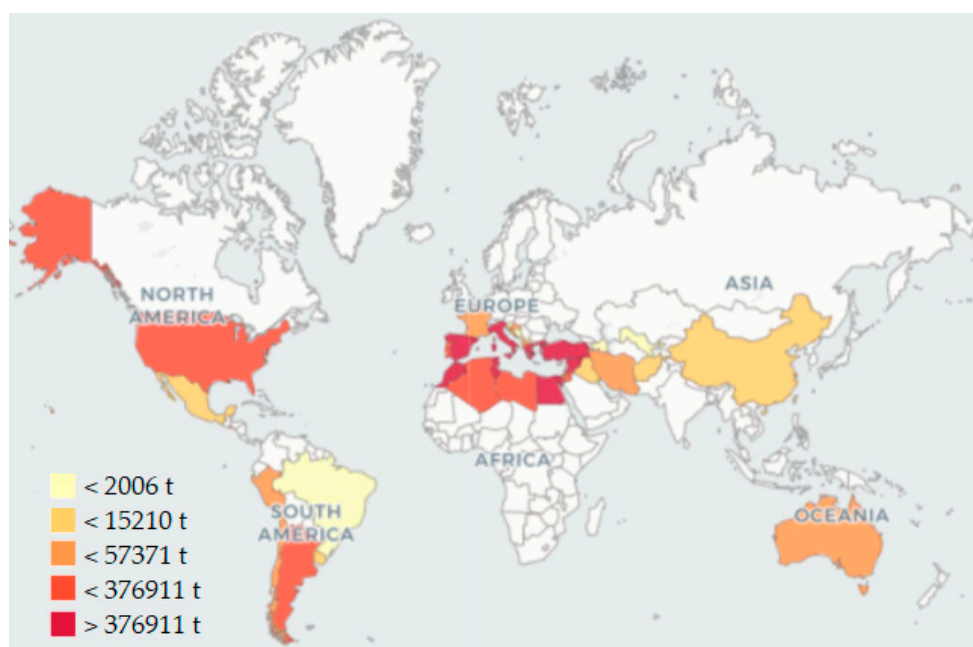 NORTH
AMERICA
EUROPE
ASIA
AFRICA
SOUTH
AMERICA
OCEANIA
< 2006 t
< 15210 t
< 57371 t
< 376911 t
> 376911 t